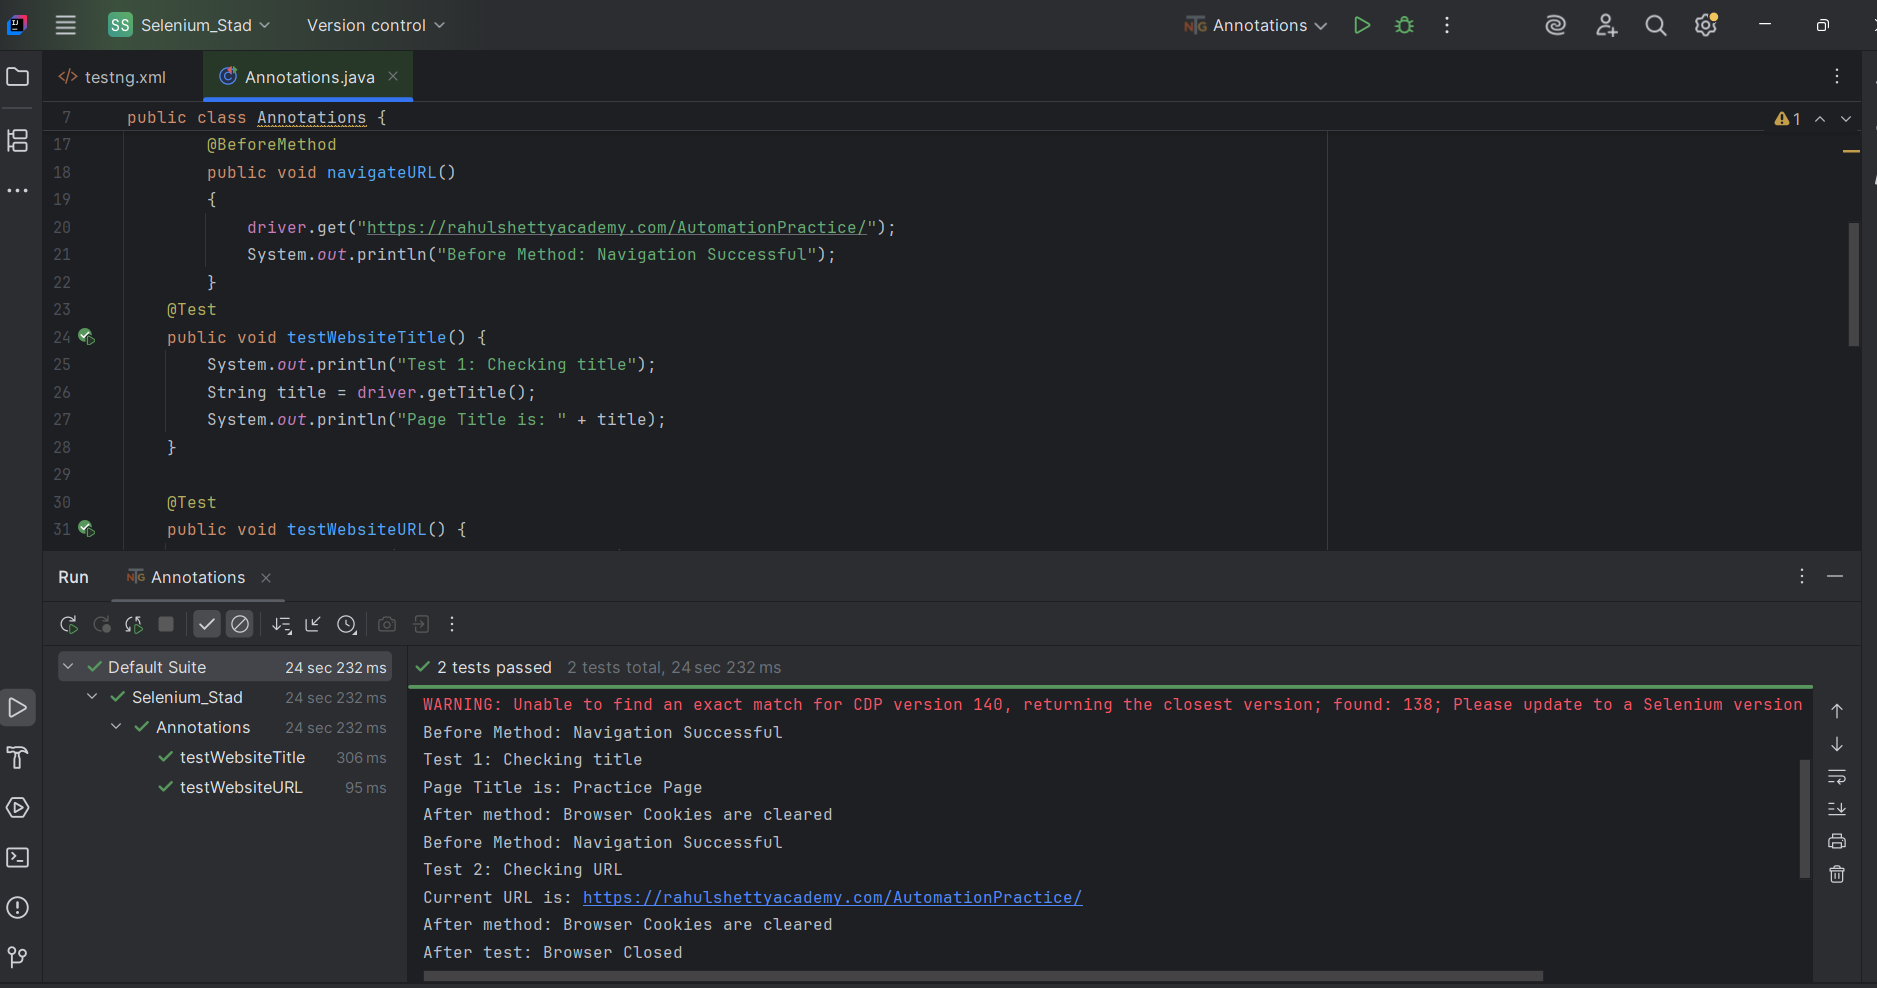 SS Selenium_Stad Version control NTG Annotations
</> testng.xml Annotations.java
7 public class Annotations { 1
17 @BeforeMethod
18 public void navigateURL()
19 {
20 driver.get("https://rahulshettyacademy.com/AutomationPractice/");
21 System.out.println("Before Method: Navigation Successful");
22 }
23 @Test
24 public void testWebsiteTitle() {
25 System.out.println("Test 1: Checking title");
26 String title = driver.getTitle();
27 System.out.println("Page Title is: " + title);
28 }
29
30 @Test
31 public void testWebsiteURL() {
Run NTG Annotations
Default Suite 24 sec 232 ms
Selenium_Stad 24 sec 232 ms
Annotations 24 sec 232 ms
testWebsiteTitle 306 ms
testWebsiteURL 95 ms
2 tests passed 2 tests total, 24 sec 232 ms
WARNING: Unable to find an exact match for CDP version 140, returning the closest version; found: 138; Please update to a Selenium version
Before Method: Navigation Successful
Test 1: Checking title
Page Title is: Practice Page
After method: Browser Cookies are cleared
Before Method: Navigation Successful
Test 2: Checking URL
Current URL is: https://rahulshettyacademy.com/AutomationPractice/
After method: Browser Cookies are cleared
After test: Browser Closed